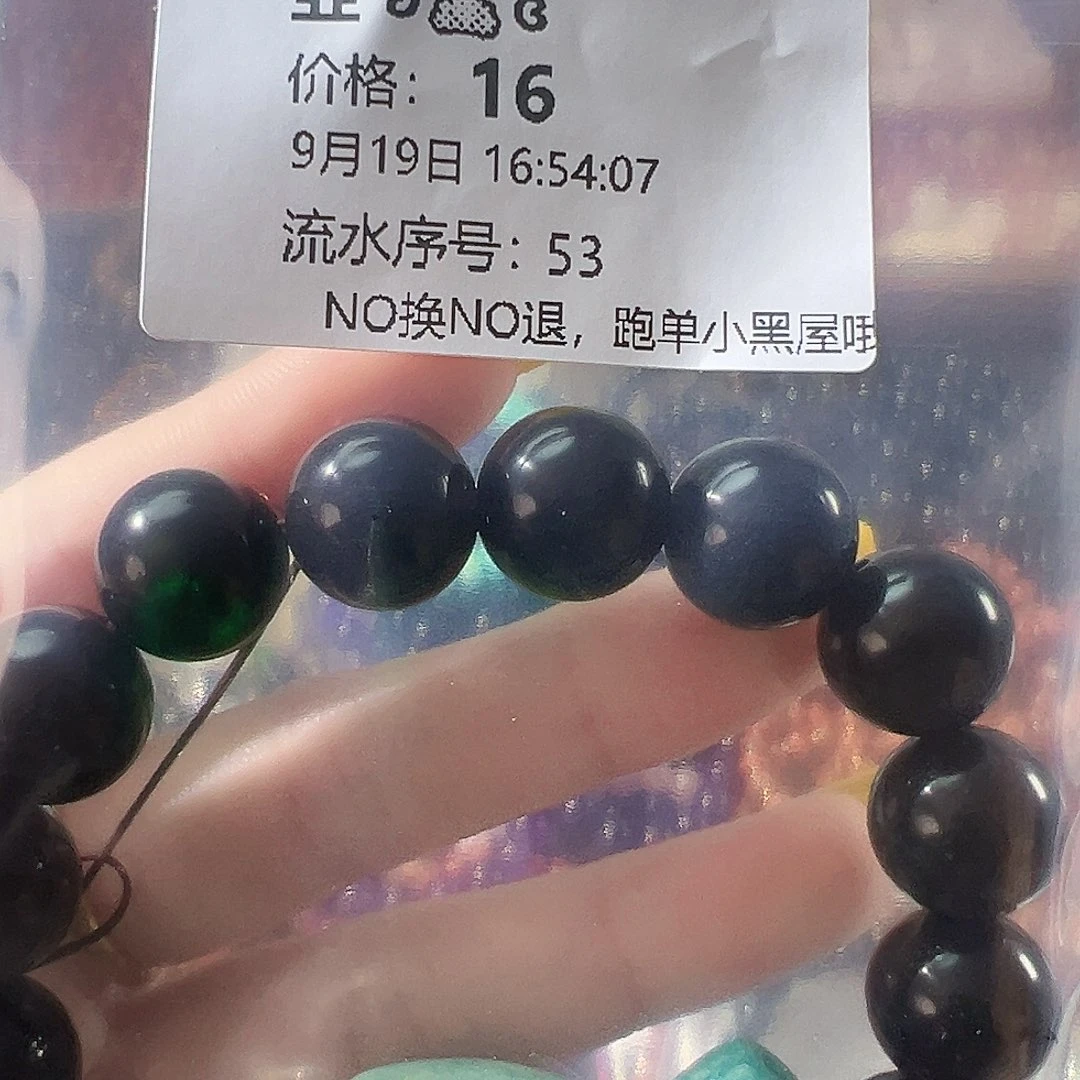 价格：16
9月19日 16:54:07
流水序号：53
NO换NO退，跑单小黑屋哦